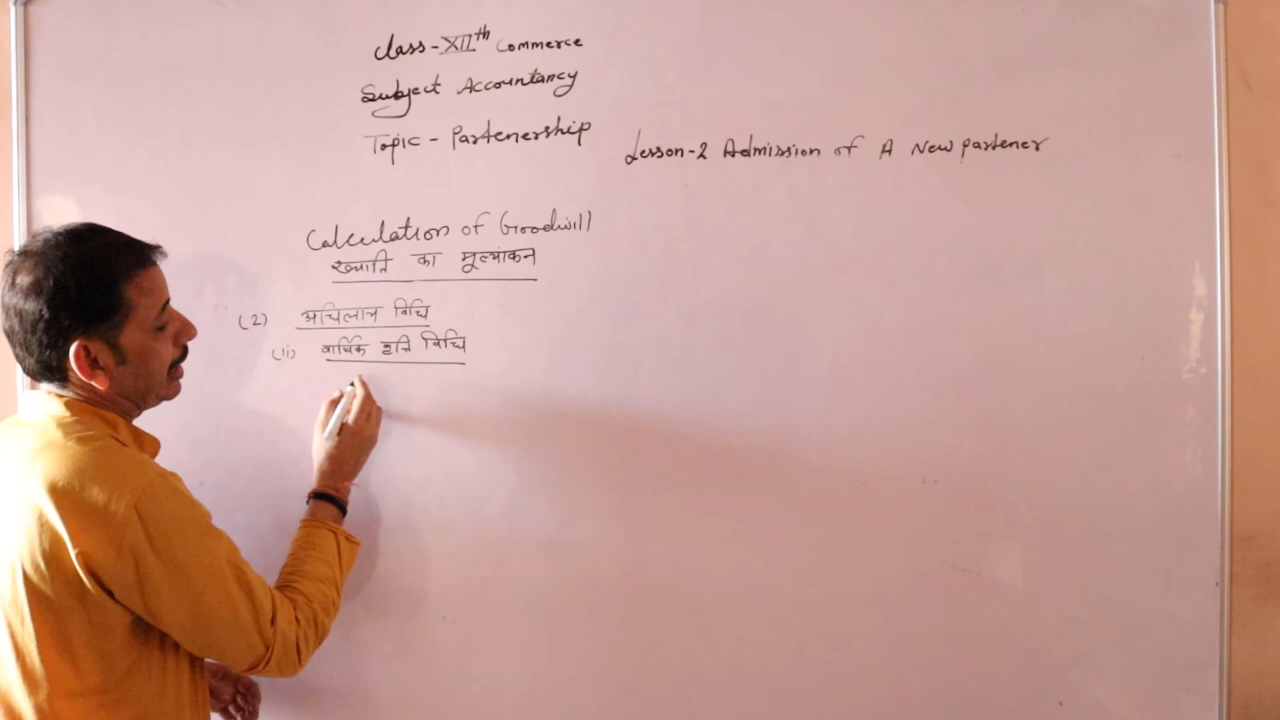 Class-XIIth Commerce
Subject Accountancy
Topic - Partenership
Lesson-2 Admission of A New partener
Calculation of Goodwill
ख्याति का मूल्यांकन
(2) अधिलाभ विधि
(ii) वार्षिक वृत्ति विधि